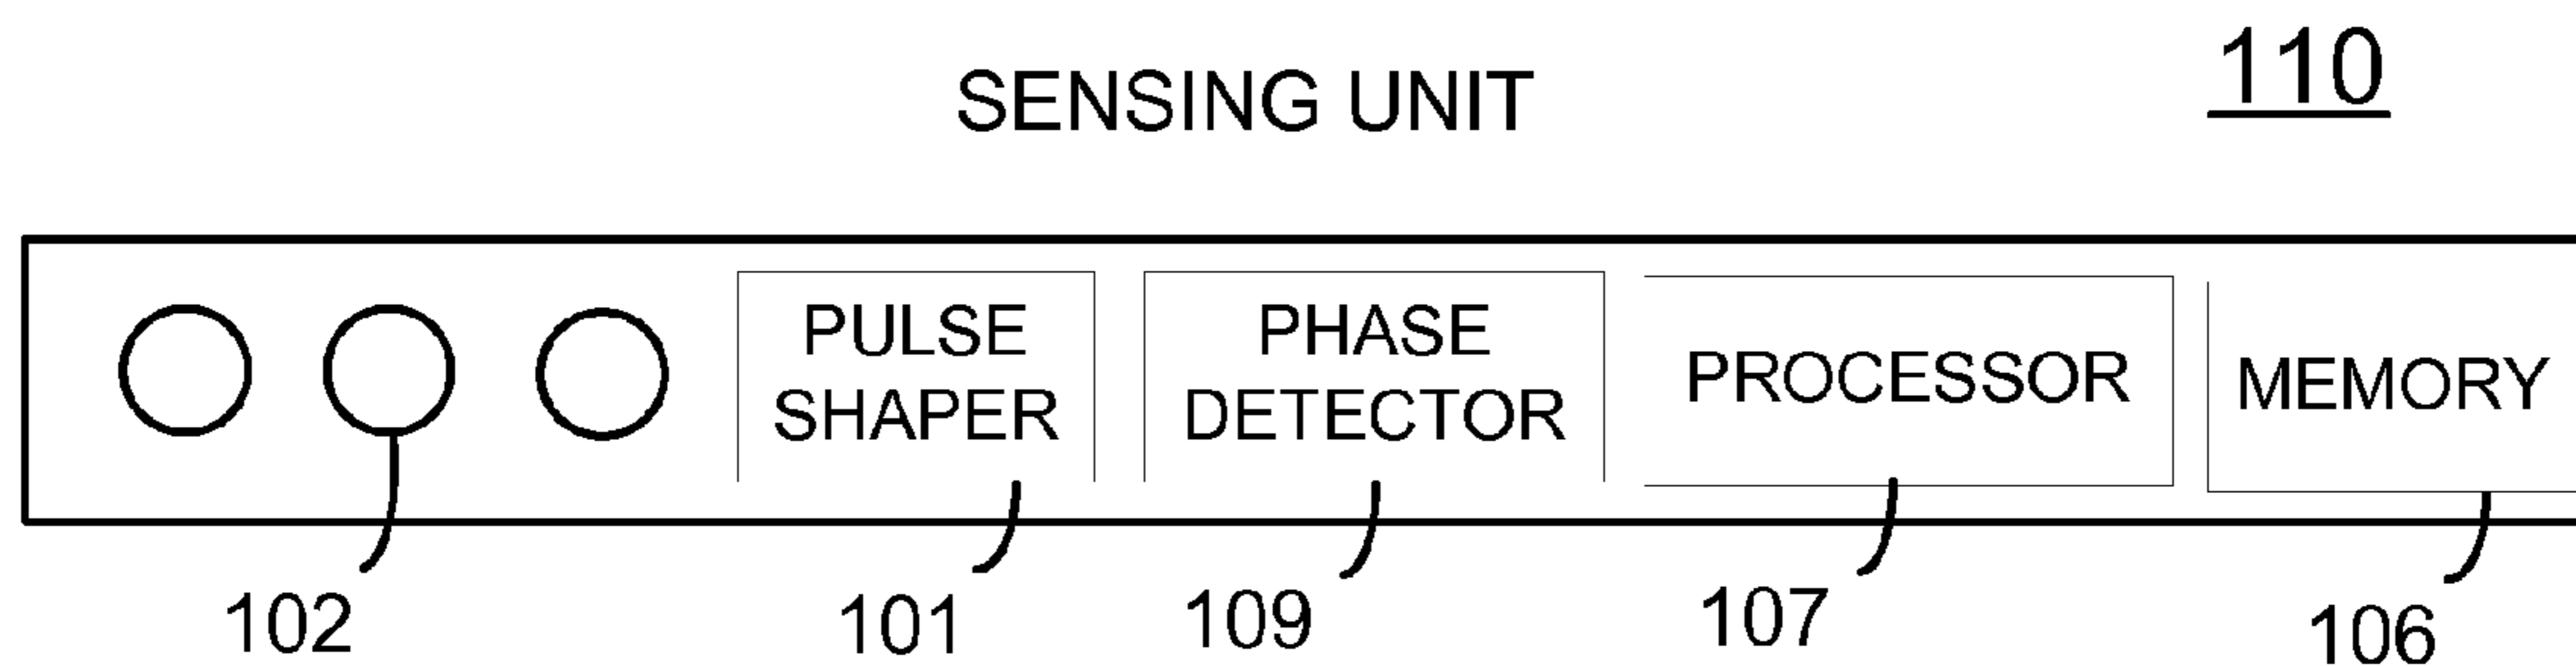 110
SENSING UNIT
PULSE
SHAPER
PHASE
DETECTOR
PROCESSOR
MEMORY
102
101
109
107
106